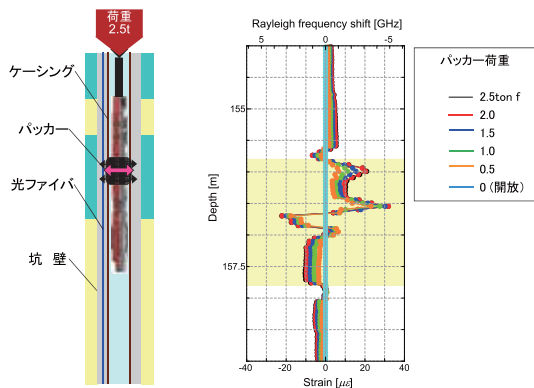 荷重
2.5t
ケーシング
パッカー
光ファイバ
坑 壁
Rayleigh frequency shift [GHz]
5 0 -5
155
157.5
Depth [m]
-40 -20 0 20 40
Strain [με]
パッカー荷重
2.5ton f
2.0
1.5
1.0
0.5
0 (開放)